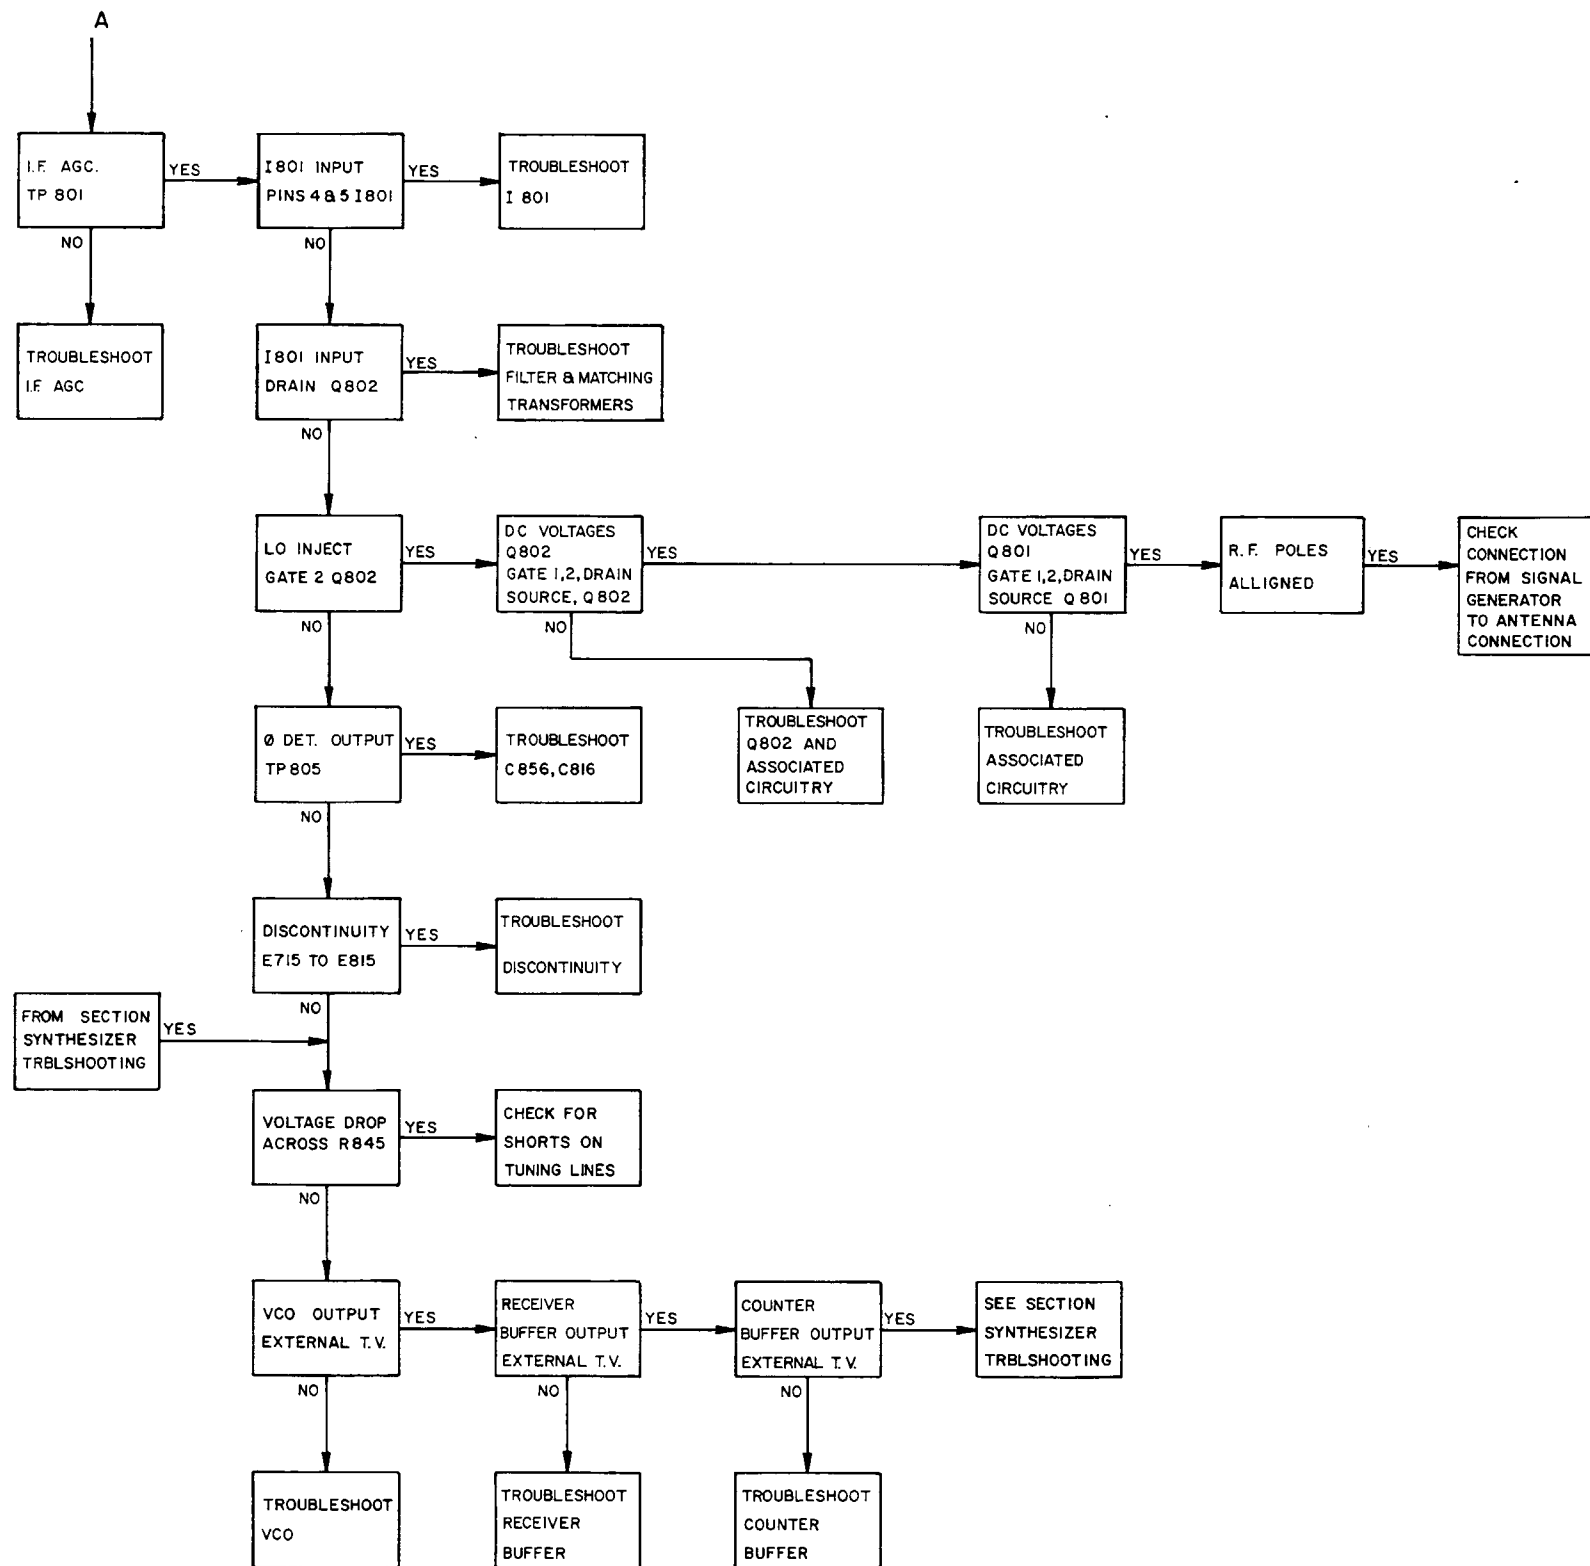 A
I.F. AGC.
TP 801
YES
NO
I801 INPUT
PINS 4 & 5 I801
YES
NO
TROUBLESHOOT
I 801
TROUBLESHOOT
I.F. AGC
I801 INPUT
DRAIN Q802
YES
NO
TROUBLESHOOT
FILTER & MATCHING
TRANSFORMERS
LO INJECT
GATE 2 Q802
YES
NO
DC VOLTAGES
Q802
GATE 1,2, DRAIN
SOURCE, Q802
YES
NO
DC VOLTAGES
Q801
GATE 1,2, DRAIN
SOURCE Q801
YES
NO
R.F. POLES
ALLIGNED
YES
CHECK
CONNECTION
FROM SIGNAL
GENERATOR
TO ANTENNA
CONNECTION
Ø DET. OUTPUT
TP805
YES
NO
TROUBLESHOOT
C856, C816
TROUBLESHOOT
Q802 AND
ASSOCIATED
CIRCUITRY
TROUBLESHOOT
ASSOCIATED
CIRCUITRY
DISCONTINUITY
E715 TO E815
YES
NO
TROUBLESHOOT
DISCONTINUITY
FROM SECTION
SYNTHESIZER
TRBLSHOOTING
YES
VOLTAGE DROP
ACROSS R845
YES
NO
CHECK FOR
SHORTS ON
TUNING LINES
VCO OUTPUT
EXTERNAL T.V.
YES
NO
RECEIVER
BUFFER OUTPUT
EXTERNAL T.V.
YES
NO
COUNTER
BUFFER OUTPUT
EXTERNAL T.V.
YES
NO
SEE SECTION
SYNTHESIZER
TRBLSHOOTING
TROUBLESHOOT
VCO
TROUBLESHOOT
RECEIVER
BUFFER
TROUBLESHOOT
COUNTER
BUFFER